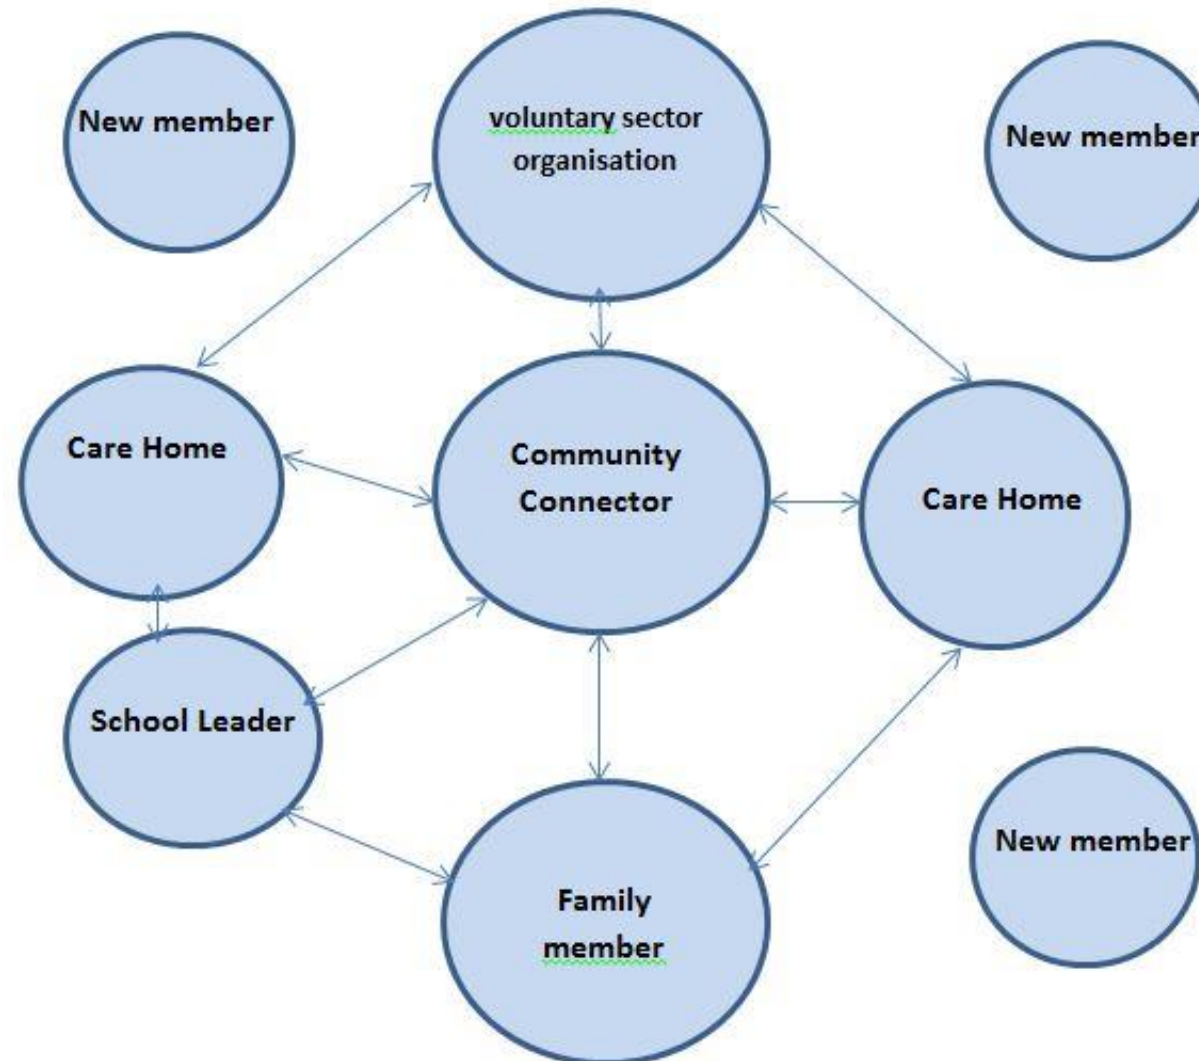 New member
voluntary sector
organisation
New member
Care Home
Community
Connector
Care Home
School Leader
New member
Family
member